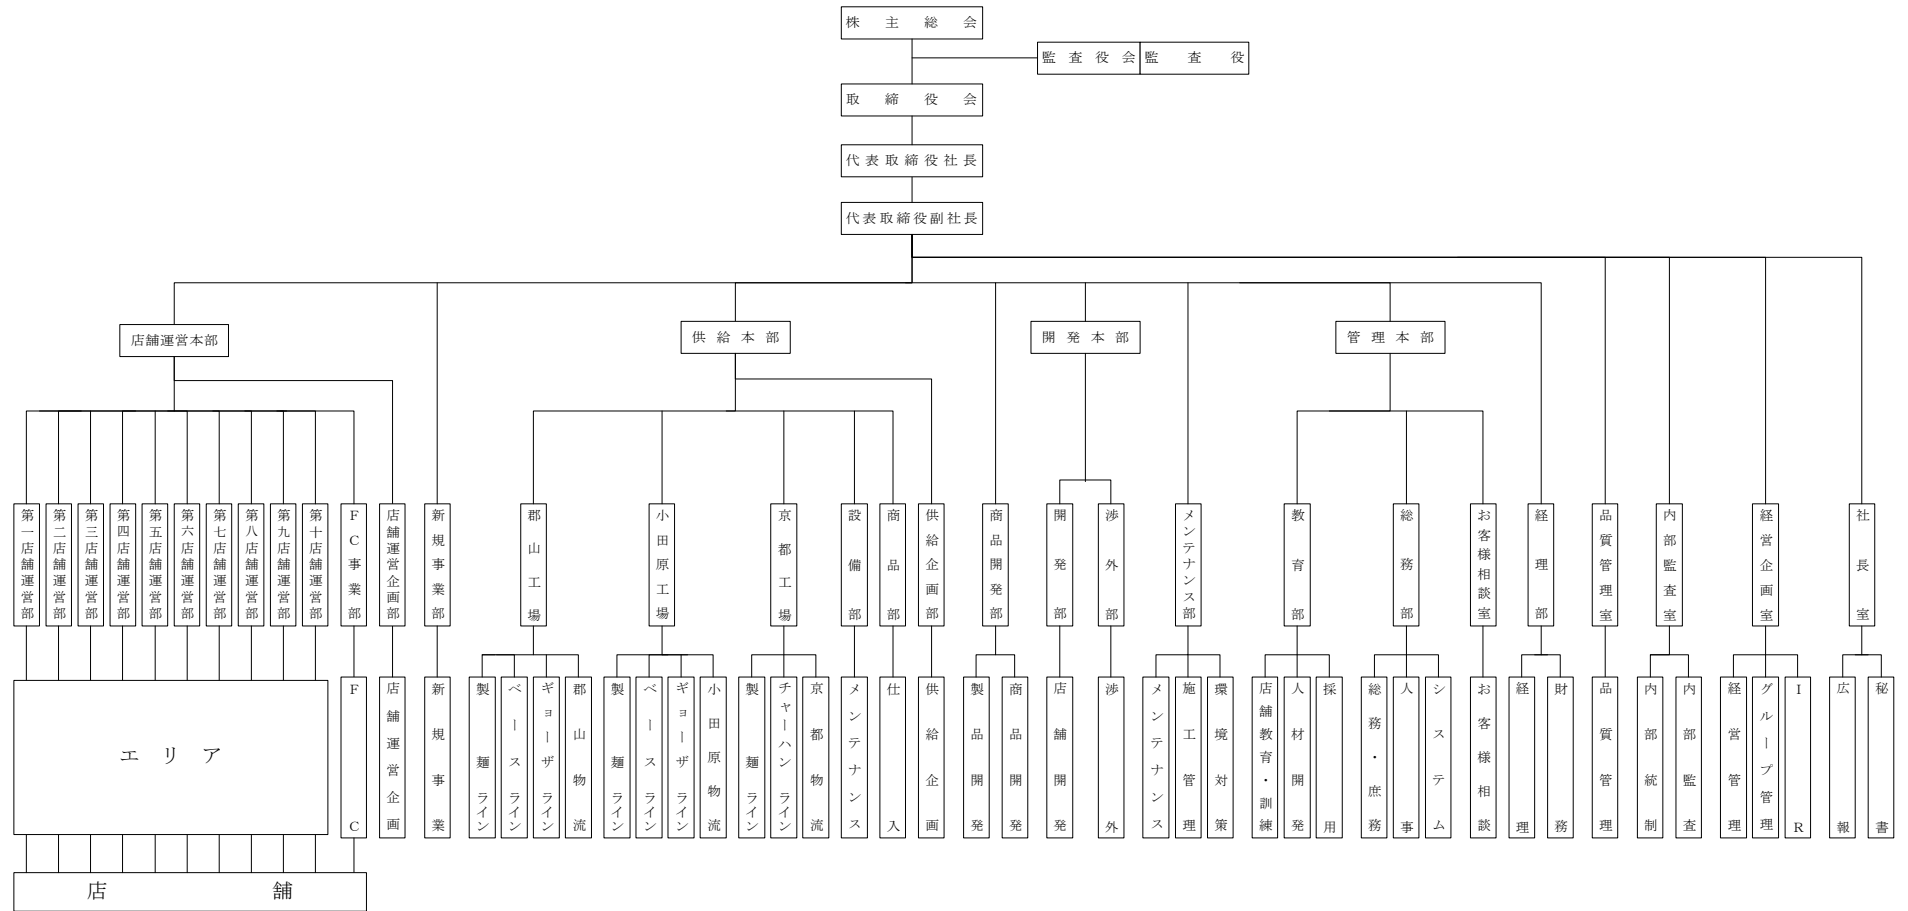 株主総会
監査役会
監査役
取締役会
代表取締役社長
代表取締役副社長
店舗運営本部
供給本部
開発本部
管理本部
第一店舗運営部
第二店舗運営部
第三店舗運営部
第四店舗運営部
第五店舗運営部
第六店舗運営部
第七店舗運営部
第八店舗運営部
第九店舗運営部
第十店舗運営部
FC事業部
店舗運営企画部
新規事業部
郡山工場
小田原工場
京都工場
設備部
商品部
供給企画部
商品開発部
開発部
渉外部
メンテナンス部
教育部
総務部
お客様相談室
経理部
品質管理室
内部監査室
経営企画室
社長室
エリア
FC
店舗運営企画
新規事業
製麺ライン
ベースライン
ギョーザライン
郡山物流
製麺ライン
ベースライン
ギョーザライン
小田原物流
製麺ライン
チャーハンライン
京都物流
メンテナンス
仕入
供給企画
製品開発
商品開発
店舗開発
渉外
メンテナンス
施工管理
環境対策
店舗教育・訓練
人材開発
採用
総務・庶務
人事
システム
お客様相談
経理
財務
品質管理
内部統制
内部監査
経営管理
グループ管理
IR
広報
秘書
店舗